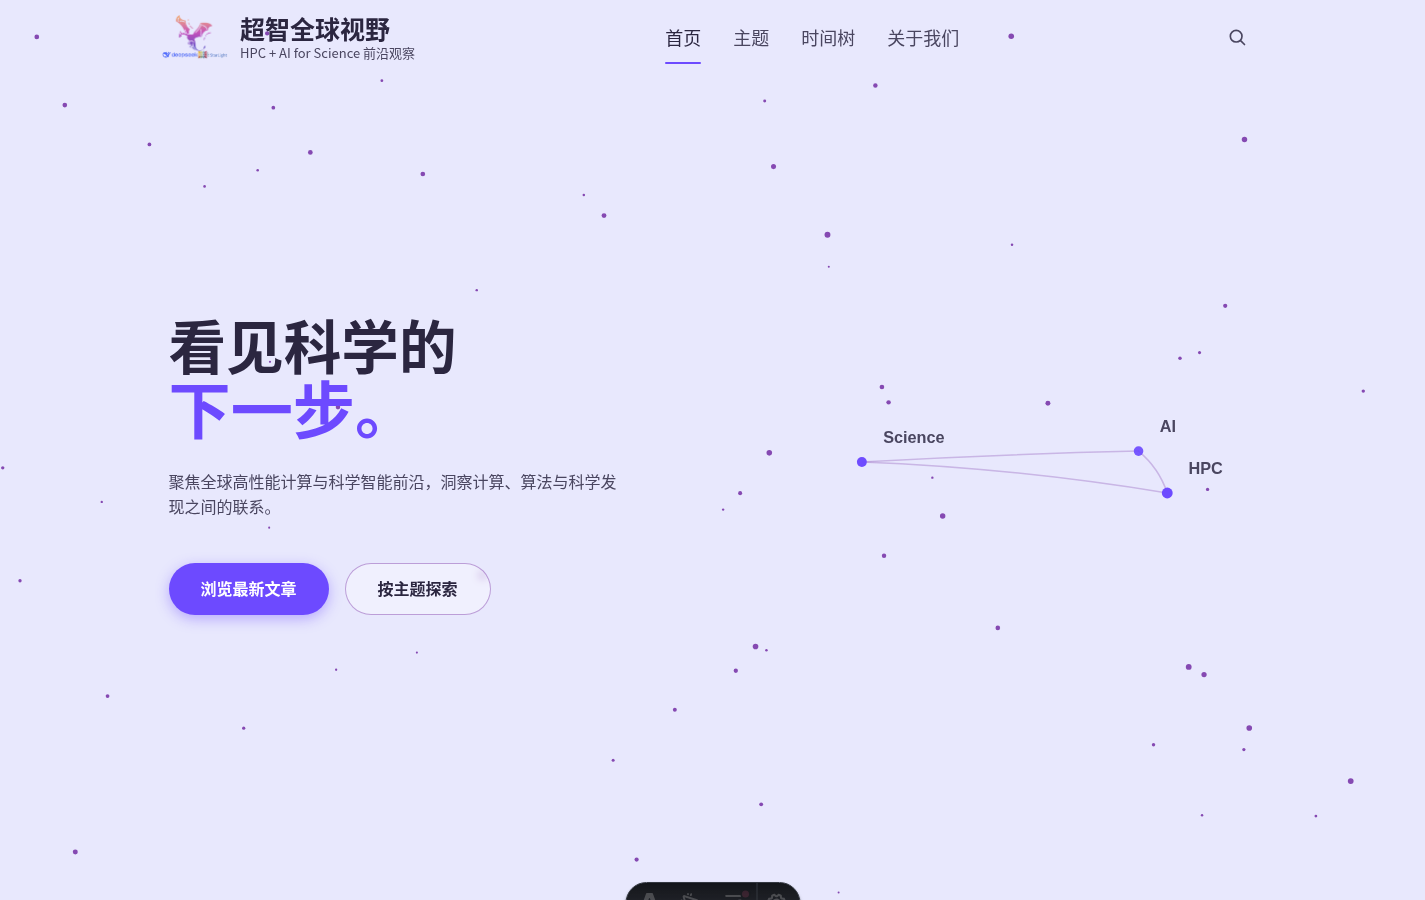 超智全球视野
HPC + AI for Science 前沿观察
首页
主题
时间树
关于我们
看见科学的
下一步。
聚焦全球高性能计算与科学智能前沿，洞察计算、算法与科学发
现之间的联系。
浏览最新文章
按主题探索
Science
AI
HPC